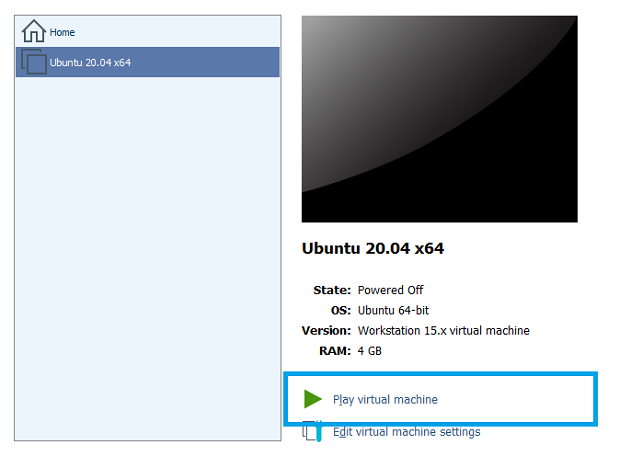 Home
Ubuntu 20.04 x64
Ubuntu 20.04 x64
State: Powered Off
OS: Ubuntu 64-bit
Version: Workstation 15.x virtual machine
RAM: 4 GB
Play virtual machine
Edit virtual machine settings